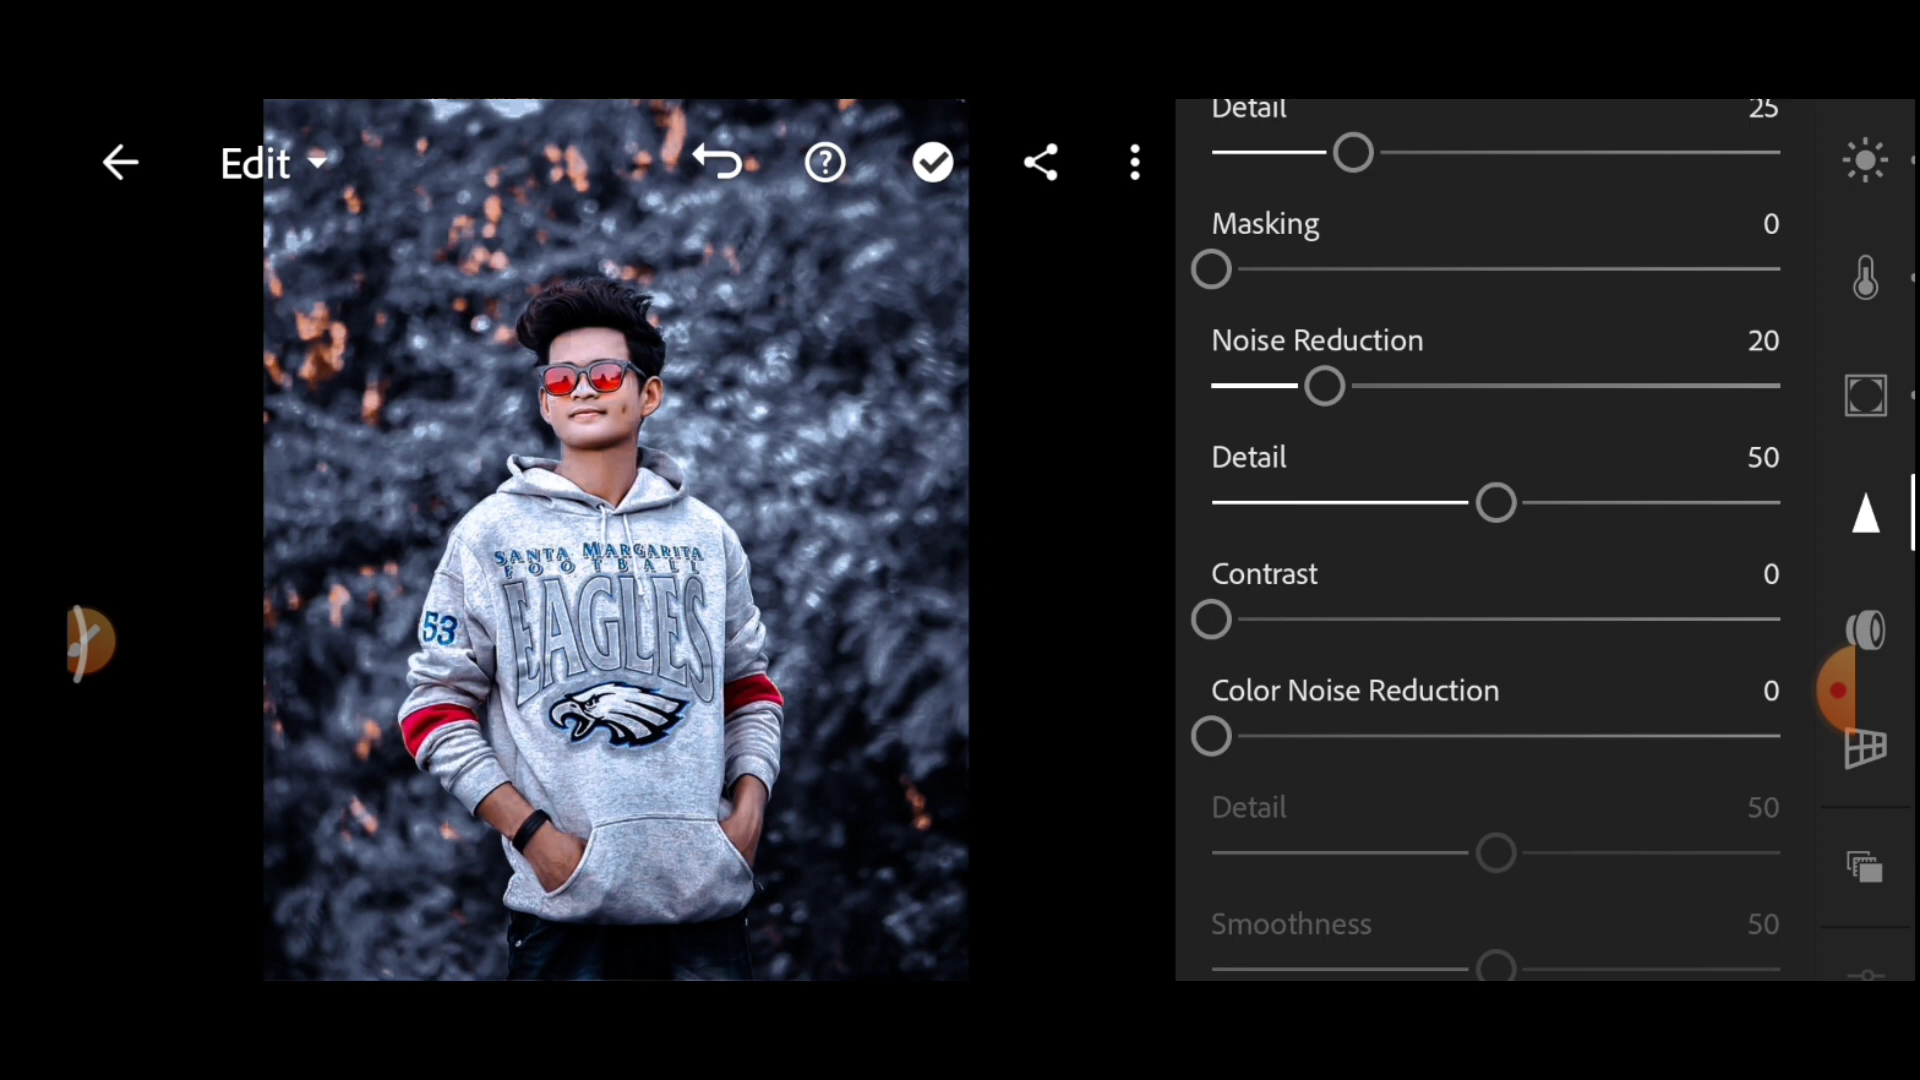 Edit
SANTA MARGARITA
FOOTBALL
EAGLES
53
Detail 25
Masking 0
Noise Reduction 20
Detail 50
Contrast 0
Color Noise Reduction 0
Detail 50
Smoothness 50